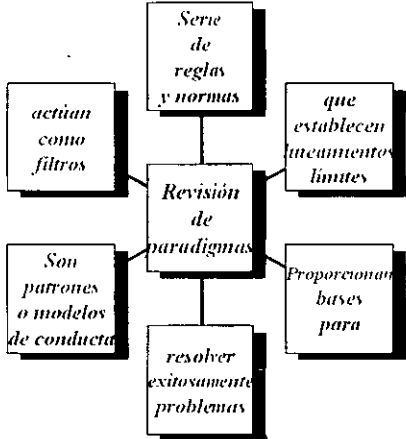 Serie
de
reglas
y normas
que
establecen
lineamientos
límites
Proporcionan
bases
para
resolver
exitosamente
problemas
Son
patrones
o modelos
de conducta
actúan
como
filtros
Revisión
de
paradigmas